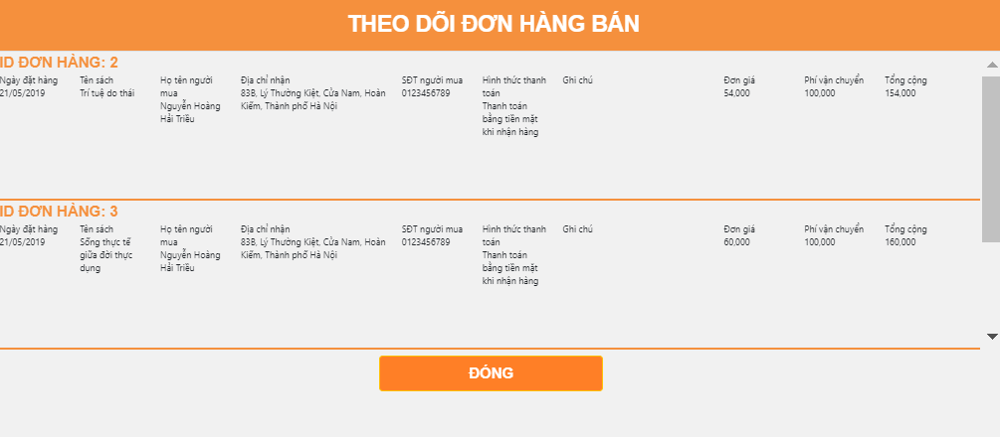 THEO DÕI ĐƠN HÀNG BÁN
ID ĐƠN HÀNG: 2
Ngày đặt hàng
21/05/2019
Tên sách
Trí tuệ do thái
Họ tên người
mua
Nguyễn Hoàng
Hải Triều
Địa chỉ nhận
83B, Lý Thường Kiệt, Cửa Nam, Hoàn
Kiếm, Thành phố Hà Nội
SĐT người mua
0123456789
Hình thức thanh
toán
Thanh toán
bằng tiền mặt
khi nhận hàng
Ghi chú
Đơn giá
54,000
Phí vận chuyển
100,000
Tổng cộng
154,000
ID ĐƠN HÀNG: 3
Ngày đặt hàng
21/05/2019
Tên sách
Sống thực tế
giữa đời thực
dụng
Họ tên người
mua
Nguyễn Hoàng
Hải Triều
Địa chỉ nhận
83B, Lý Thường Kiệt, Cửa Nam, Hoàn
Kiếm, Thành phố Hà Nội
SĐT người mua
0123456789
Hình thức thanh
toán
Thanh toán
bằng tiền mặt
khi nhận hàng
Ghi chú
Đơn giá
60,000
Phí vận chuyển
100,000
Tổng cộng
160,000
ĐÓNG